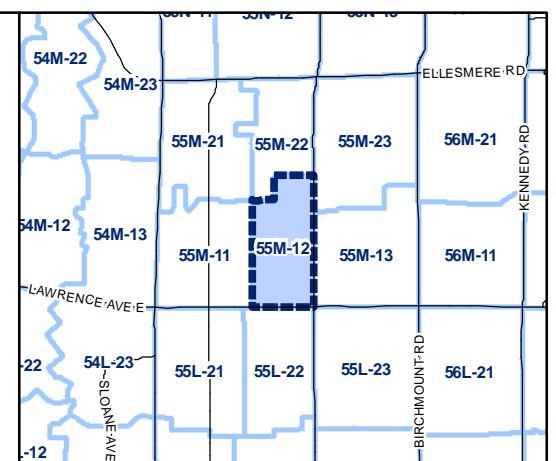 54M-22
ELLESMERE RD
54M-23
55M-21
55M-22
55M-23
56M-21
KENNEDY RD
54M-12
54M-13
55M-11
55M-12
55M-13
56M-11
LAWRENCE AVE E
-22
54L-23
55L-21
55L-22
55L-23
56L-21
BIRCHMOUNT RD
SLOANE AVE
-12